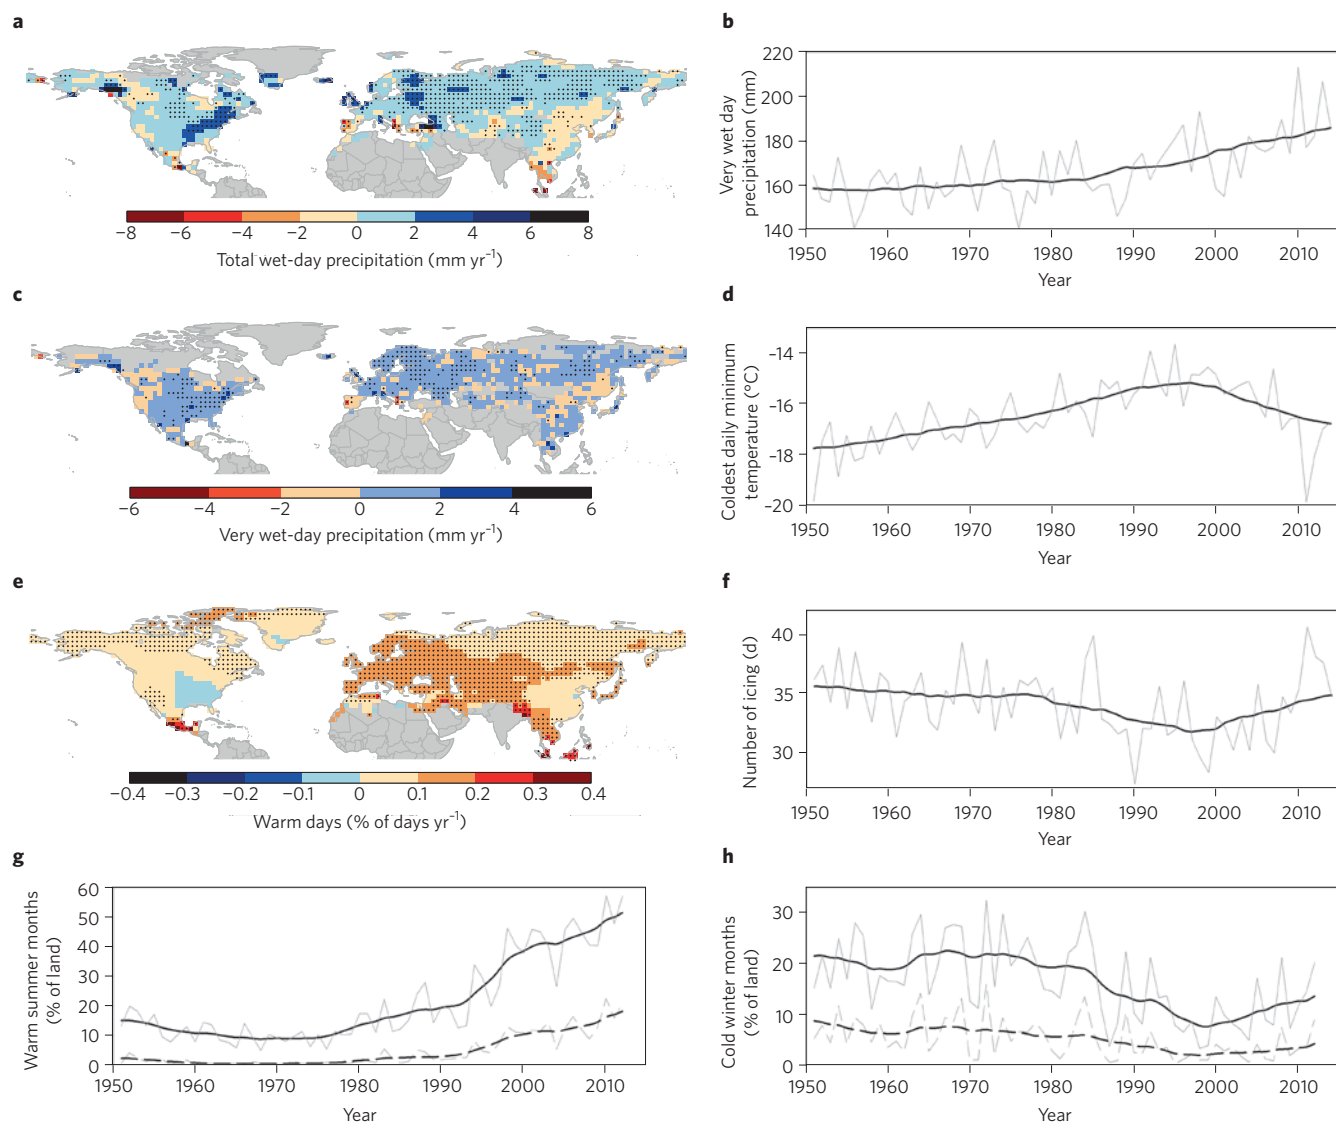 a
−8 −6 −4 −2 0 2 4 6 8
Total wet-day precipitation (mm yr⁻¹)
b
Very wet day
precipitation (mm)
220
200
180
160
140
1950 1960 1970 1980 1990 2000 2010
Year
c
−6 −4 −2 0 2 4 6
Very wet-day precipitation (mm yr⁻¹)
d
Coldest daily minimum
temperature (°C)
−14
−16
−18
−20
1950 1960 1970 1980 1990 2000 2010
Year
e
−0.4 −0.3 −0.2 −0.1 0 0.1 0.2 0.3 0.4
Warm days (% of days yr⁻¹)
f
Number of icing (d)
40
35
30
1950 1960 1970 1980 1990 2000 2010
Year
g
Warm summer months
(% of land)
60
50
40
30
20
10
0
1950 1960 1970 1980 1990 2000 2010
Year
h
Cold winter months
(% of land)
30
20
10
0
1950 1960 1970 1980 1990 2000 2010
Year